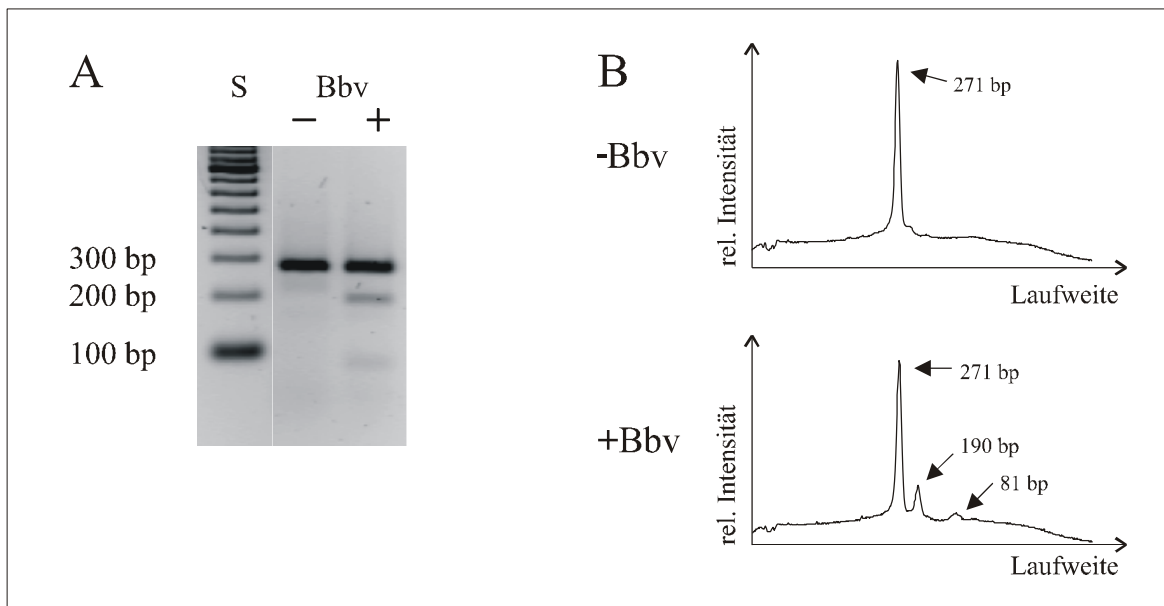 A
S
Bbv
− +
300 bp
200 bp
100 bp
B
-Bbv
rel. Intensität
271 bp
Laufweite
+Bbv
rel. Intensität
271 bp
190 bp
81 bp
Laufweite